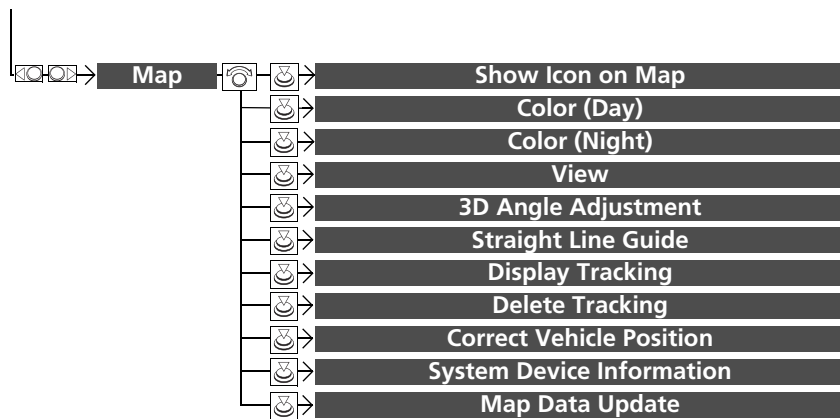 Map
Show Icon on Map
Color (Day)
Color (Night)
View
3D Angle Adjustment
Straight Line Guide
Display Tracking
Delete Tracking
Correct Vehicle Position
System Device Information
Map Data Update